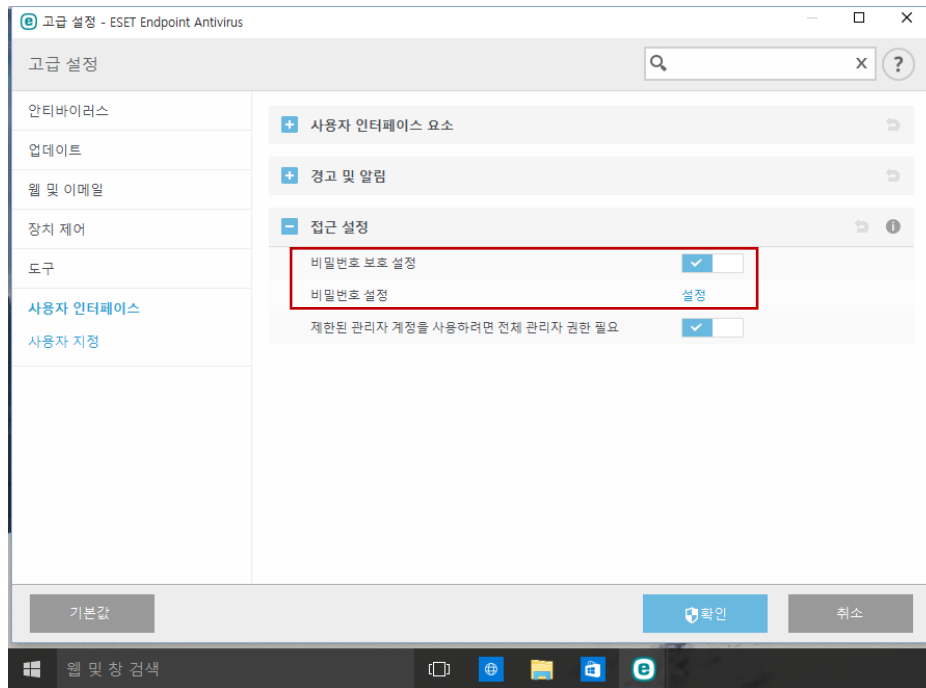 고급 설정 - ESET Endpoint Antivirus
고급 설정
안티바이러스
업데이트
웹 및 이메일
장치 제어
도구
사용자 인터페이스
사용자 지정
사용자 인터페이스 요소
경고 및 알림
접근 설정
비밀번호 보호 설정
비밀번호 설정 설정
제한된 관리자 계정을 사용하려면 전체 관리자 권한 필요
기본값 확인 취소
웹 및 창 검색